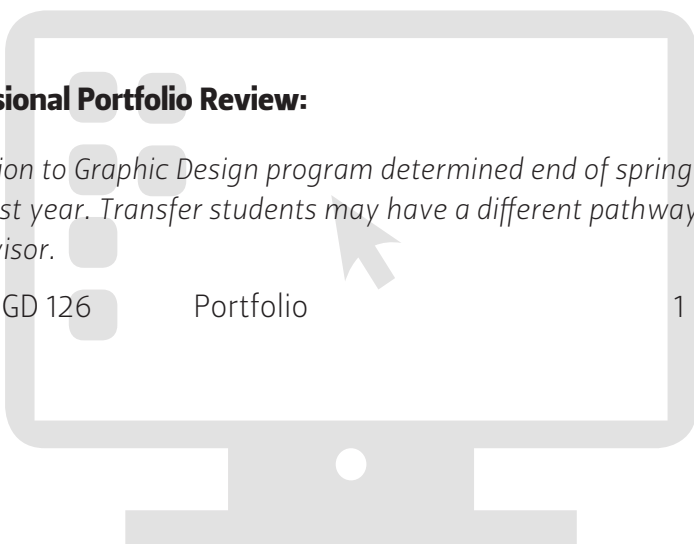 sional Portfolio Review:
ion to Graphic Design program determined end of spring
st year. Transfer students may have a different pathway
visor.
GD 126 Portfolio 1